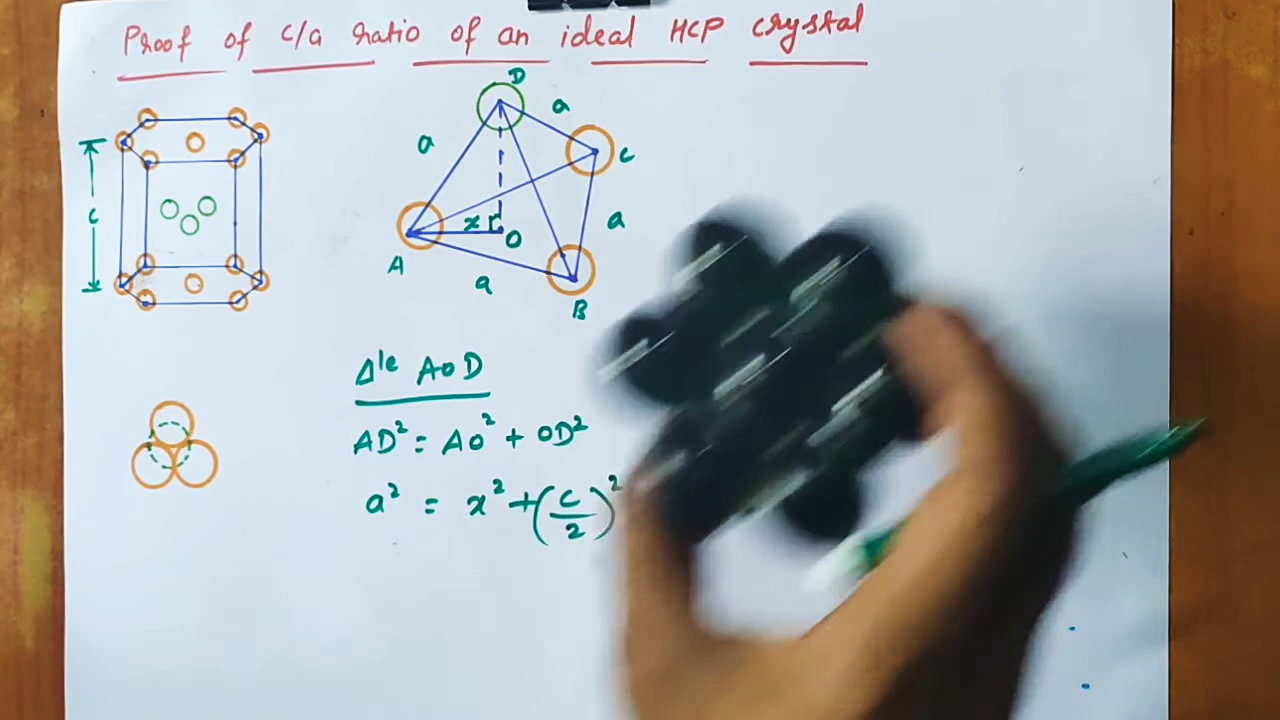 Proof of c/a ratio of an ideal HCP crystal
D
a
a
C
c
x
O
a
A
a
B
Δle AOD
AD² = AO² + OD²
a² = x² + (c/2)²